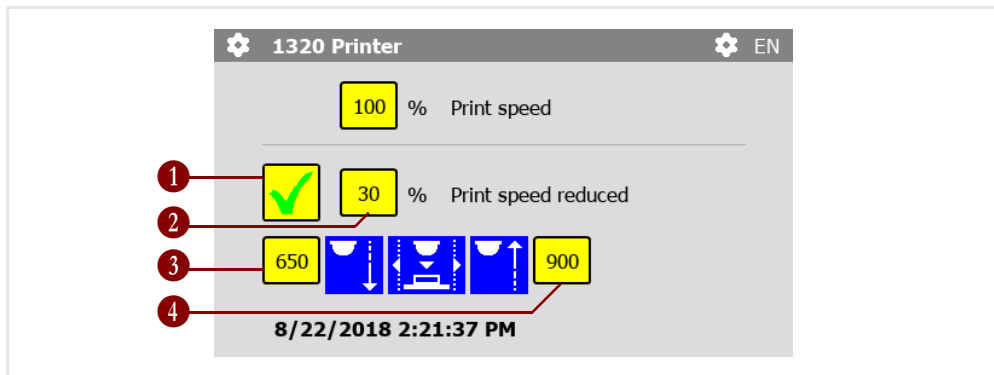 1320 Printer EN
100 % Print speed
1
30 % Print speed reduced
2
3 650 900
4
8/22/2018 2:21:37 PM